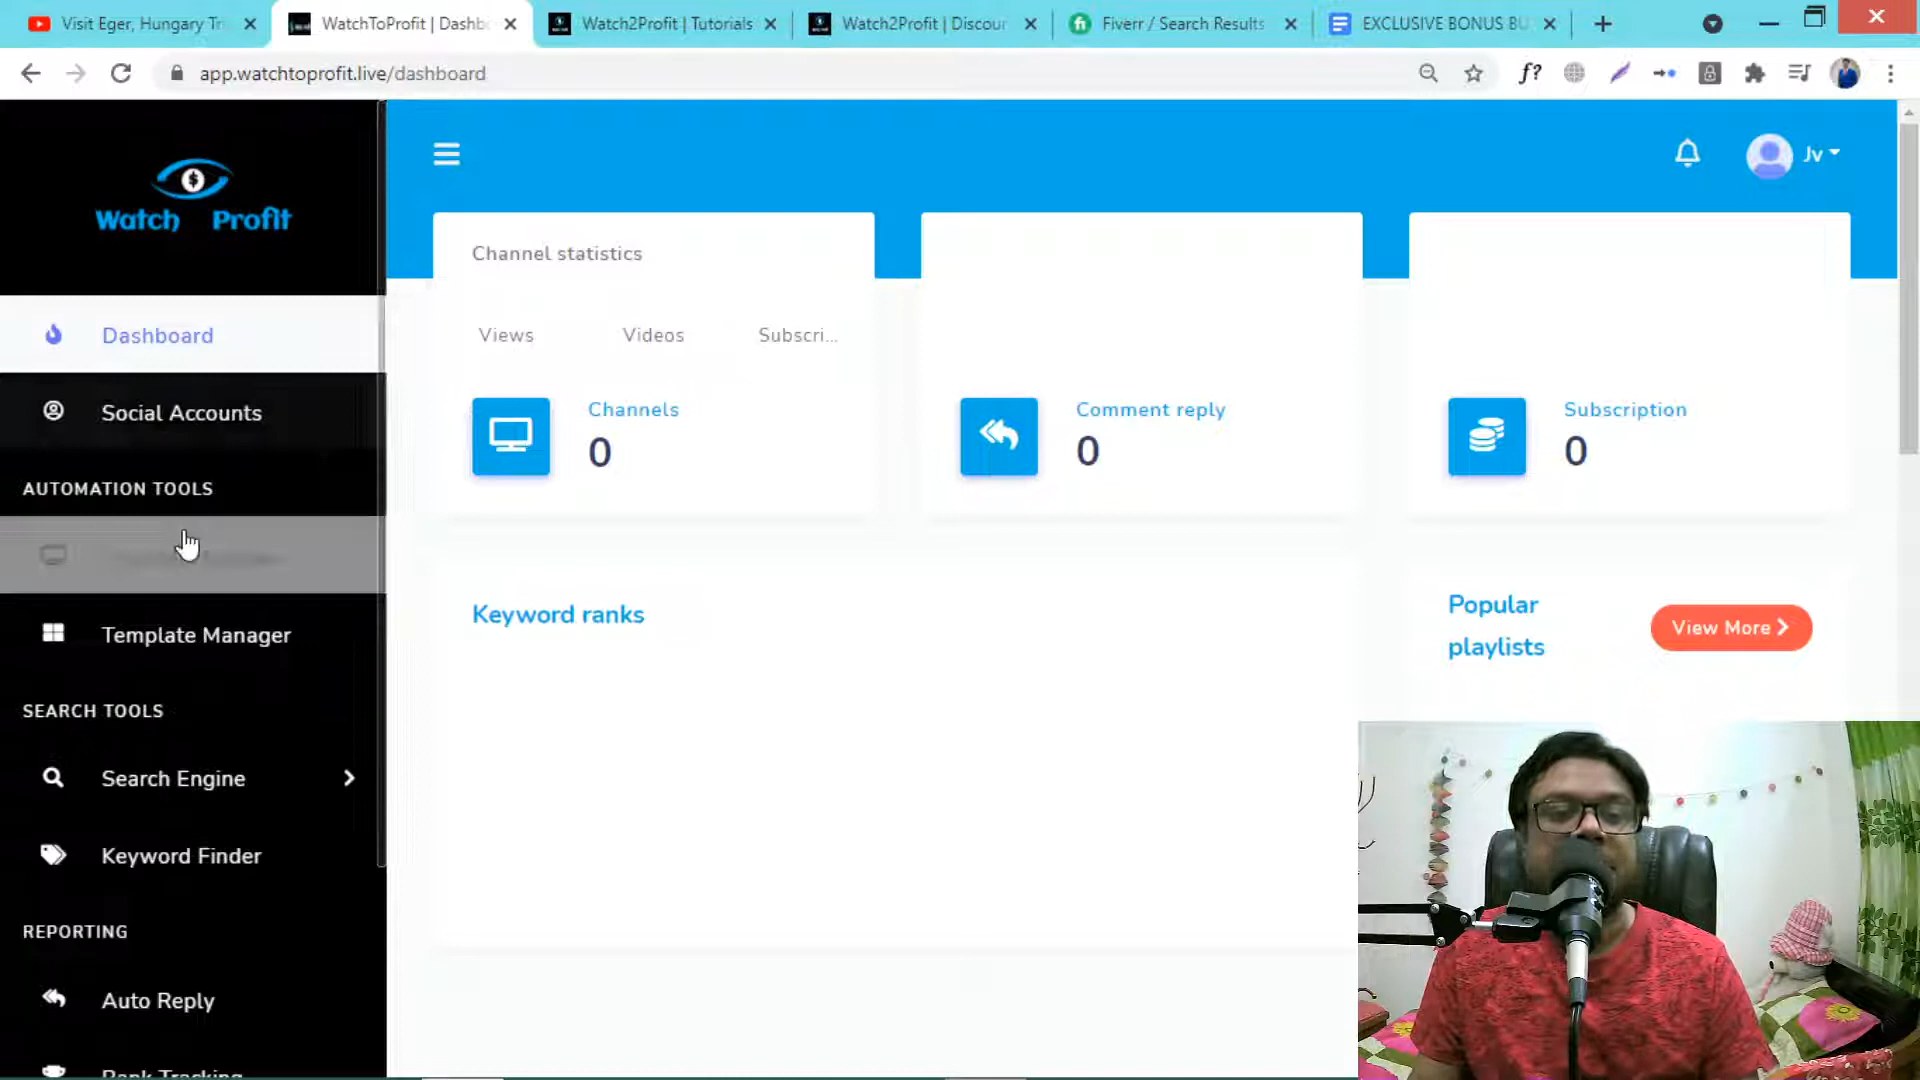 Visit Eger, Hungary Tr
WatchToProfit | Dashb
Watch2Profit | Tutorials
Watch2Profit | Discour
Fiverr / Search Results
EXCLUSIVE BONUS BU
app.watchtoprofit.live/dashboard
f?
Watch Profit
Jv
Dashboard
Social Accounts
AUTOMATION TOOLS
Template Manager
SEARCH TOOLS
Search Engine
Keyword Finder
REPORTING
Auto Reply
Rank Tracking
Channel statistics
Views
Videos
Subscri...
Channels
0
Comment reply
0
Subscription
0
Keyword ranks
Popular
playlists
View More